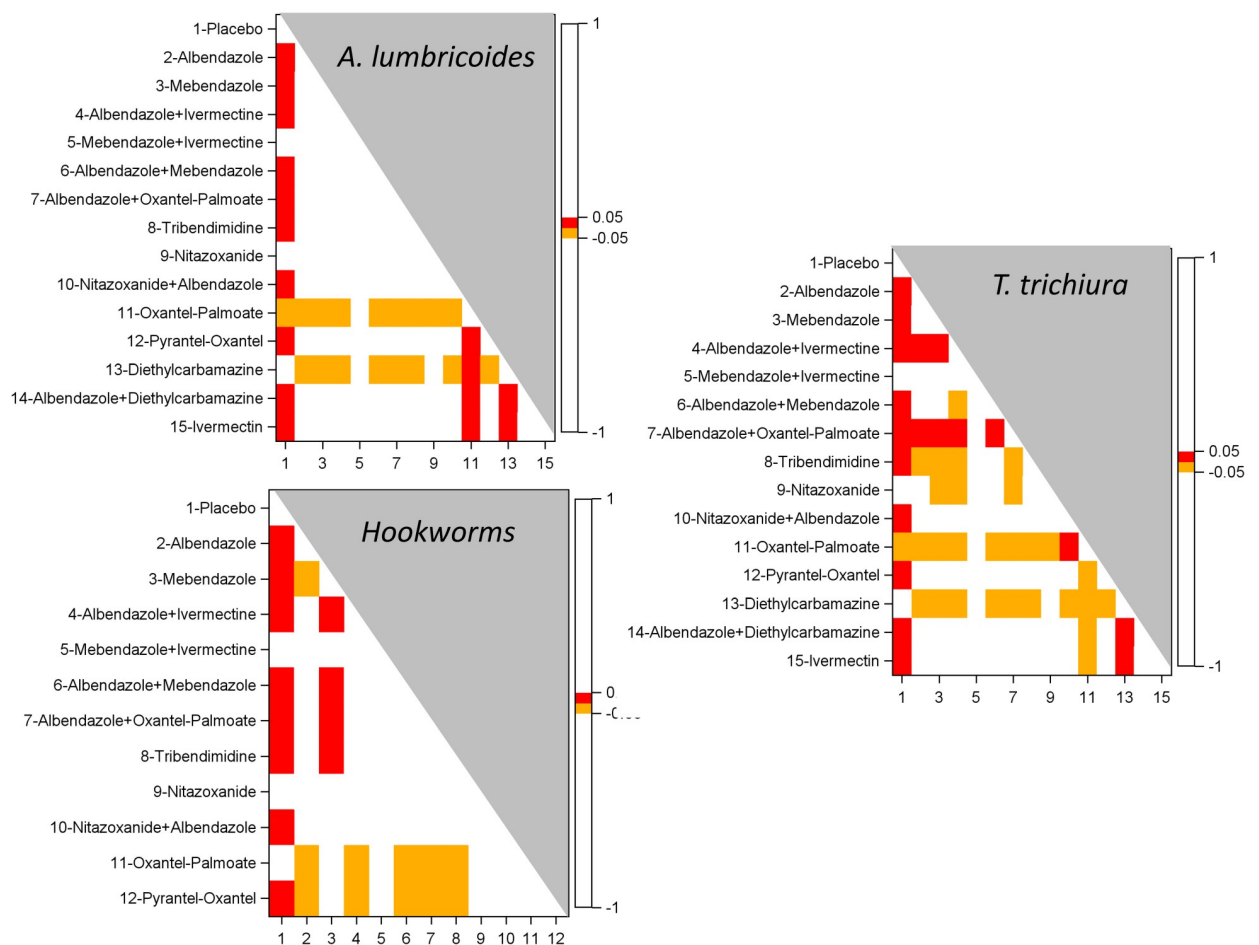 A. lumbricoides
1-Placebo
2-Albendazole
3-Mebendazole
4-Albendazole+Ivermectine
5-Mebendazole+Ivermectine
6-Albendazole+Mebendazole
7-Albendazole+Oxantel-Palmoate
8-Tribendimidine
9-Nitazoxanide
10-Nitazoxanide+Albendazole
11-Oxantel-Palmoate
12-Pyrantel-Oxantel
13-Diethylcarbamazine
14-Albendazole+Diethylcarbamazine
15-Ivermectin
1 3 5 7 9 11 13 15
1
0.05
-0.05
-1
T. trichiura
1-Placebo
2-Albendazole
3-Mebendazole
4-Albendazole+Ivermectine
5-Mebendazole+Ivermectine
6-Albendazole+Mebendazole
7-Albendazole+Oxantel-Palmoate
8-Tribendimidine
9-Nitazoxanide
10-Nitazoxanide+Albendazole
11-Oxantel-Palmoate
12-Pyrantel-Oxantel
13-Diethylcarbamazine
14-Albendazole+Diethylcarbamazine
15-Ivermectin
1 3 5 7 9 11 13 15
1
0.05
-0.05
-1
Hookworms
1-Placebo
2-Albendazole
3-Mebendazole
4-Albendazole+Ivermectine
5-Mebendazole+Ivermectine
6-Albendazole+Mebendazole
7-Albendazole+Oxantel-Palmoate
8-Tribendimidine
9-Nitazoxanide
10-Nitazoxanide+Albendazole
11-Oxantel-Palmoate
12-Pyrantel-Oxantel
1 2 3 4 5 6 7 8 9 10 11 12
1
-1